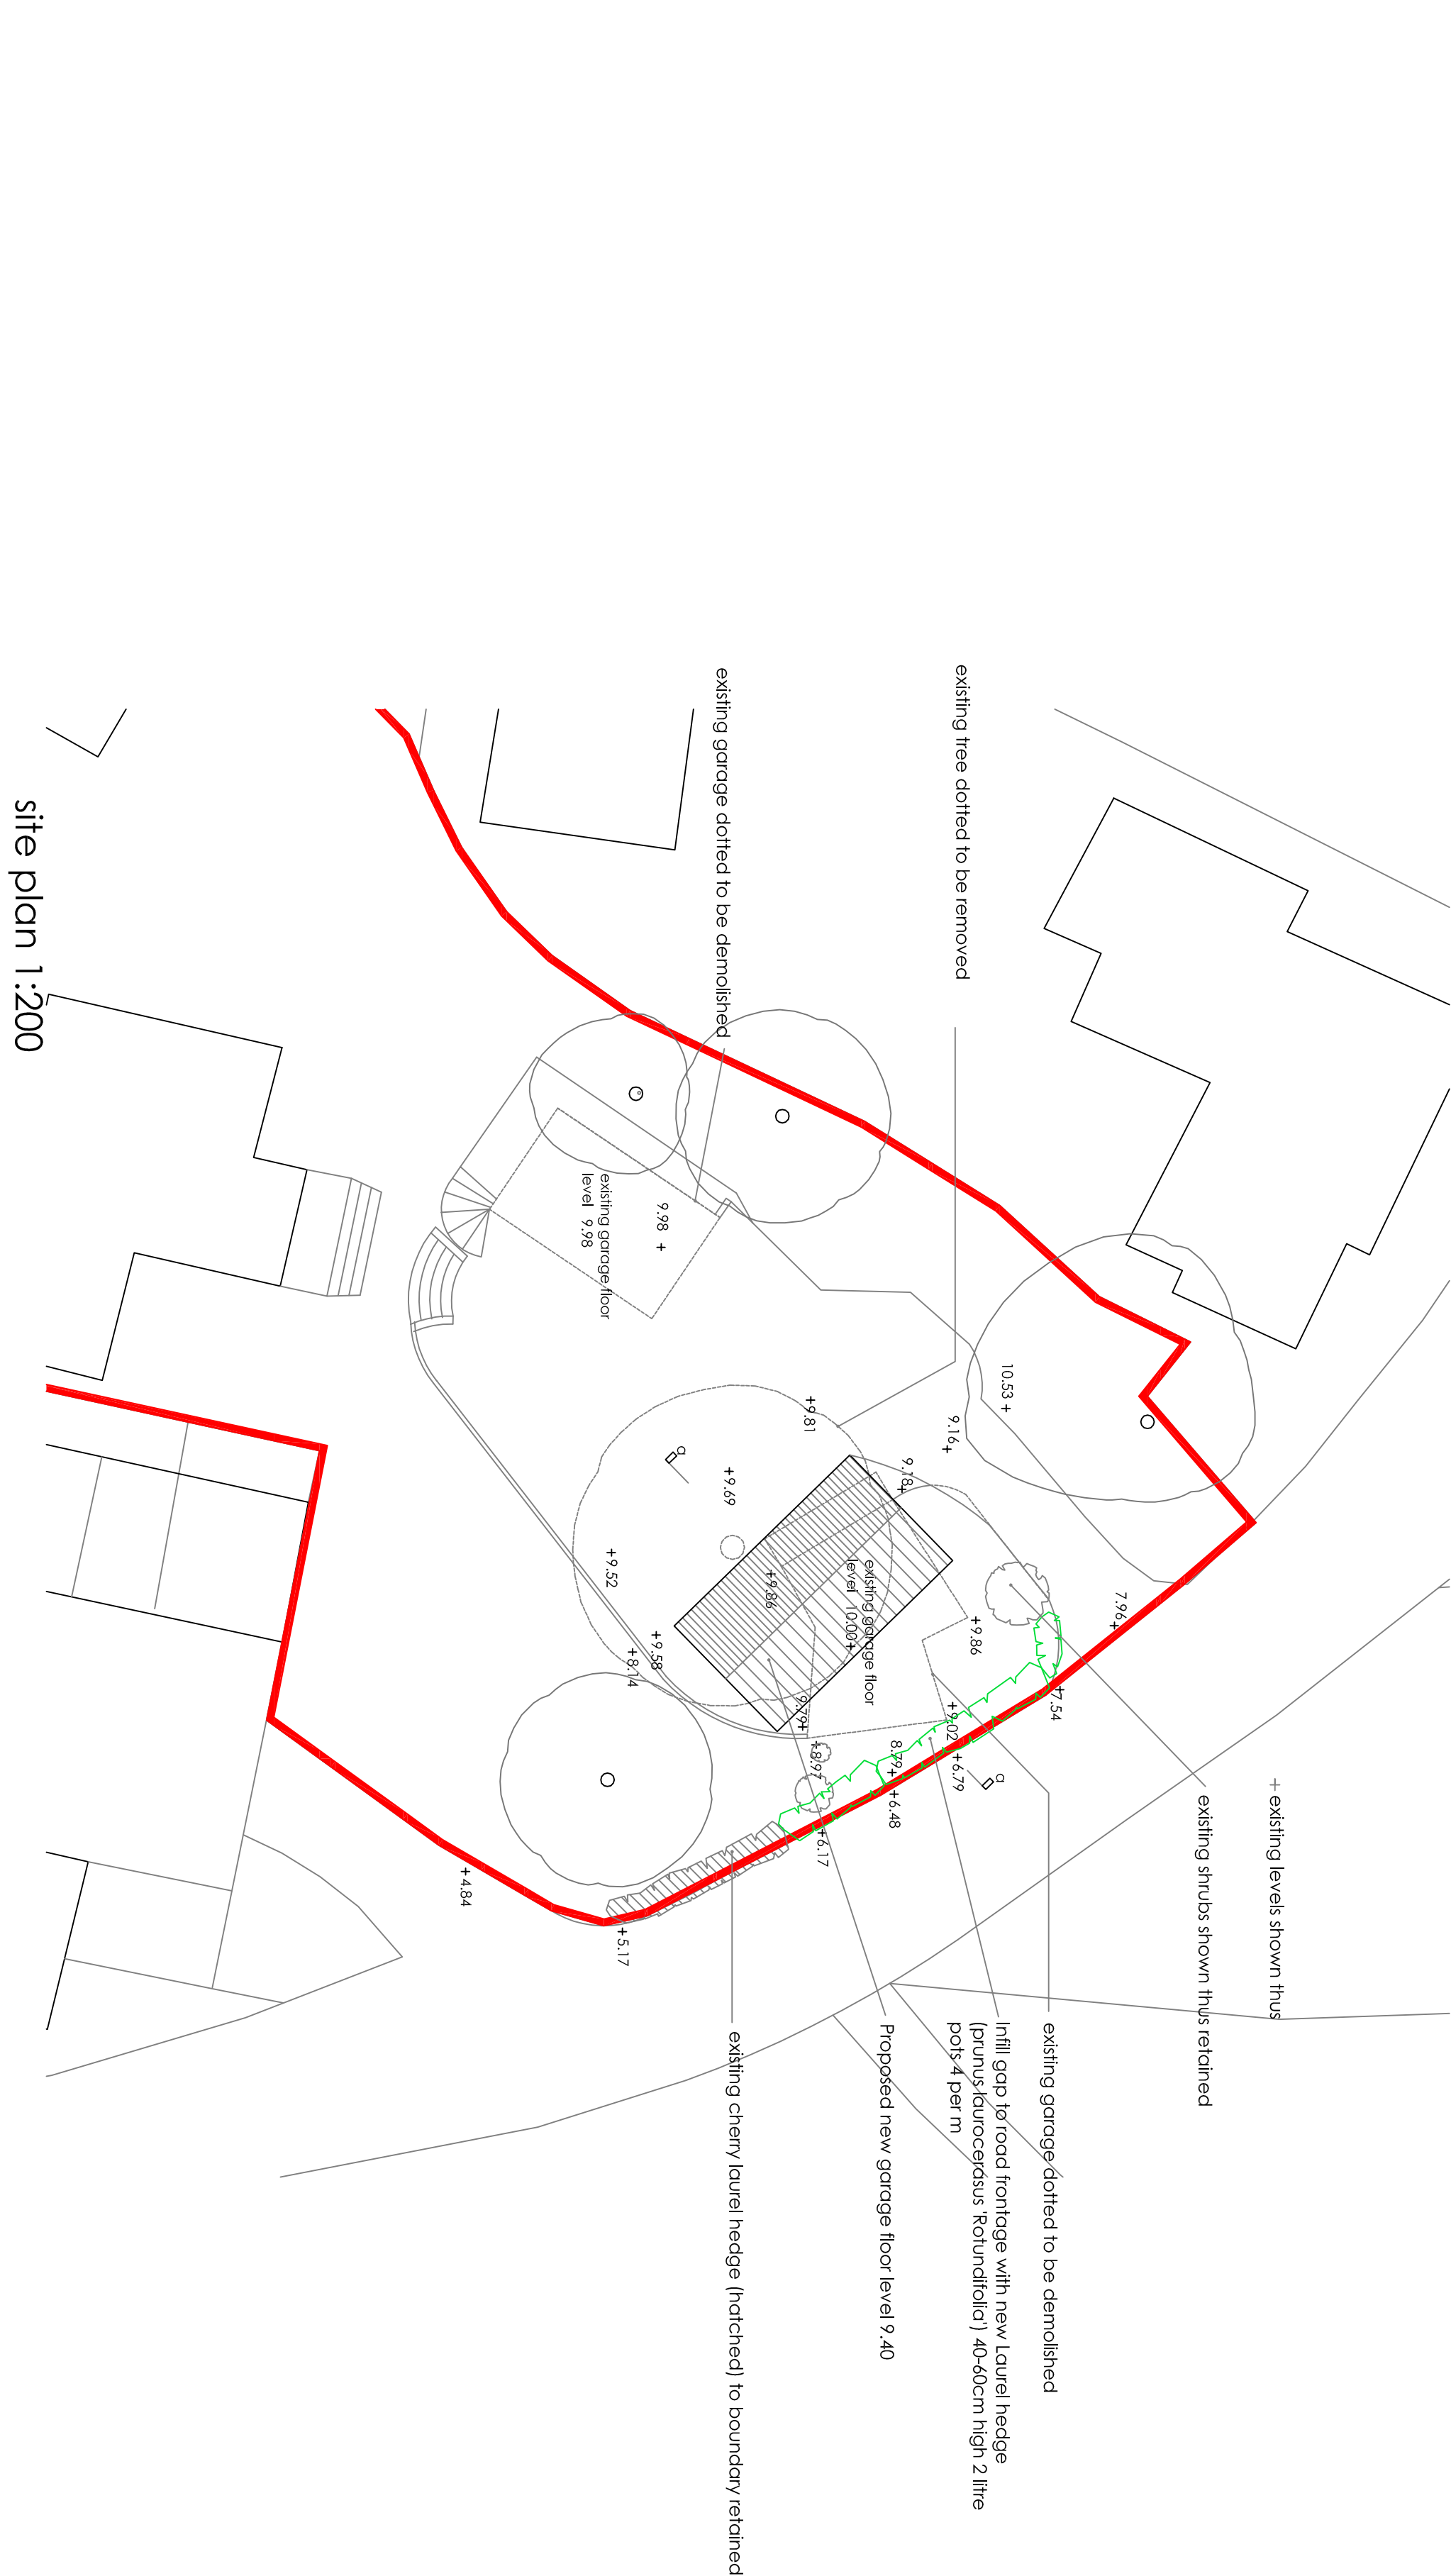 + existing levels shown thus
existing shrubs shown thus retained
existing tree dotted to be removed
existing garage dotted to be demolished
existing garage dotted to be demolished
Infill gap to road frontage with new Laurel hedge
(prunus laurocerasus 'Rotundifolia') 40-60cm high 2 litre
pots 4 per m
Proposed new garage floor level 9.40
existing cherry laurel hedge (hatched) to boundary retained
7.96+
10.53 +
9.16+
+7.54
+9.86
9.18+
+9.02
+6.79
a
8.79+
+6.48
existing garage floor
level 10.00+
+9.81
+8.97
+6.17
9.79+
+9.86
+9.69
a
9.98 +
existing garage floor
level 9.98
+9.58
+8.14
+9.52
+5.17
+4.84
site plan 1:200